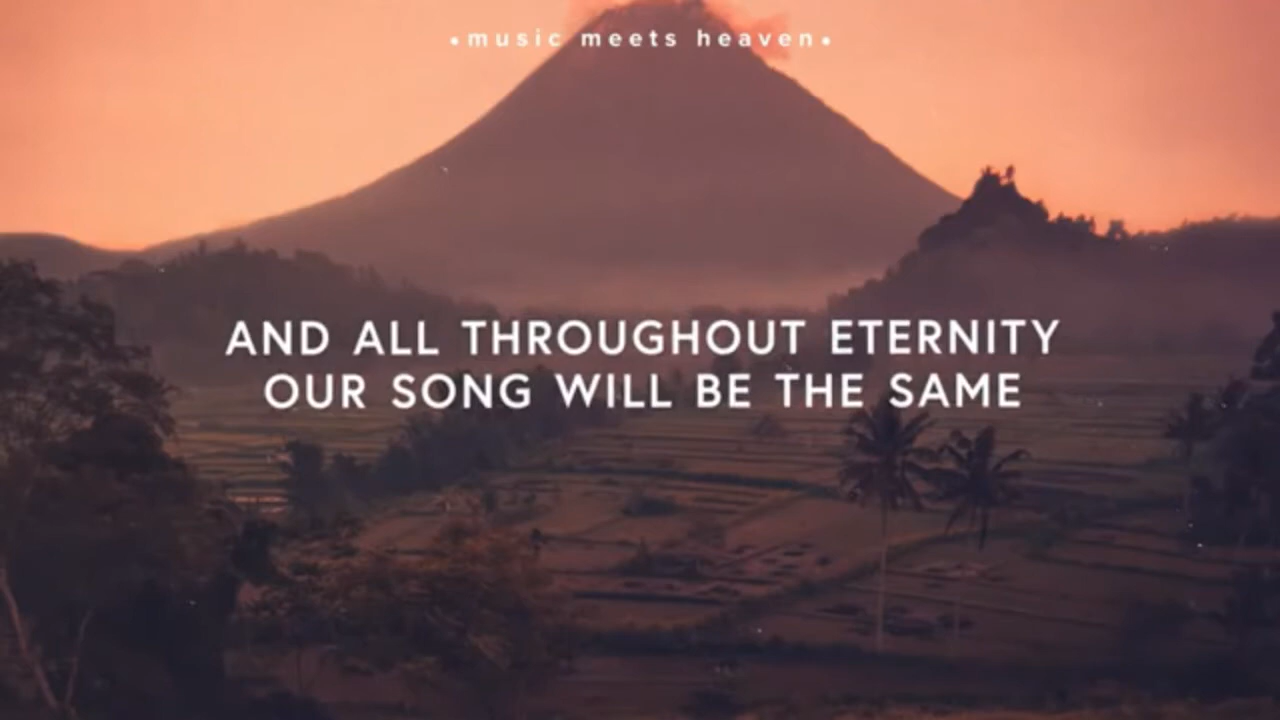 •music meets heaven•
AND ALL THROUGHOUT ETERNITY
OUR SONG WILL BE THE SAME